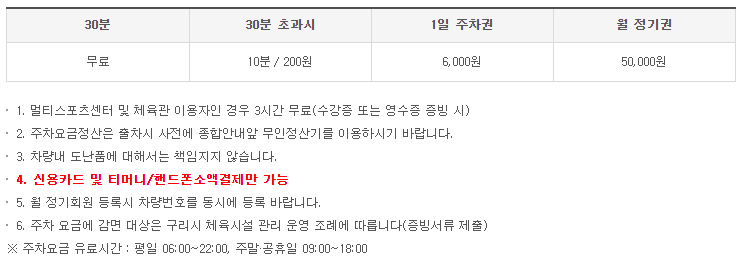 30분 30분 초과시 1일 주차권 월 정기권
무료 10분 / 200원 6,000원 50,000원
· 1. 멀티스포츠센터 및 체육관 이용자인 경우 3시간 무료(수강증 또는 영수증 증빙 시)
· 2. 주차요금정산은 출차시 사전에 종합안내앞 무인정산기를 이용하시기 바랍니다.
· 3. 차량내 도난품에 대해서는 책임지지 않습니다.
· 4. 신용카드 및 티머니/핸드폰소액결제만 가능
· 5. 월 정기회원 등록시 차량번호를 동시에 등록 바랍니다.
· 6. 주차 요금에 감면 대상은 구리시 체육시설 관리 운영 조례에 따릅니다(증빙서류 제출)
※ 주차요금 유료시간 : 평일 06:00~22:00, 주말·공휴일 09:00~18:00